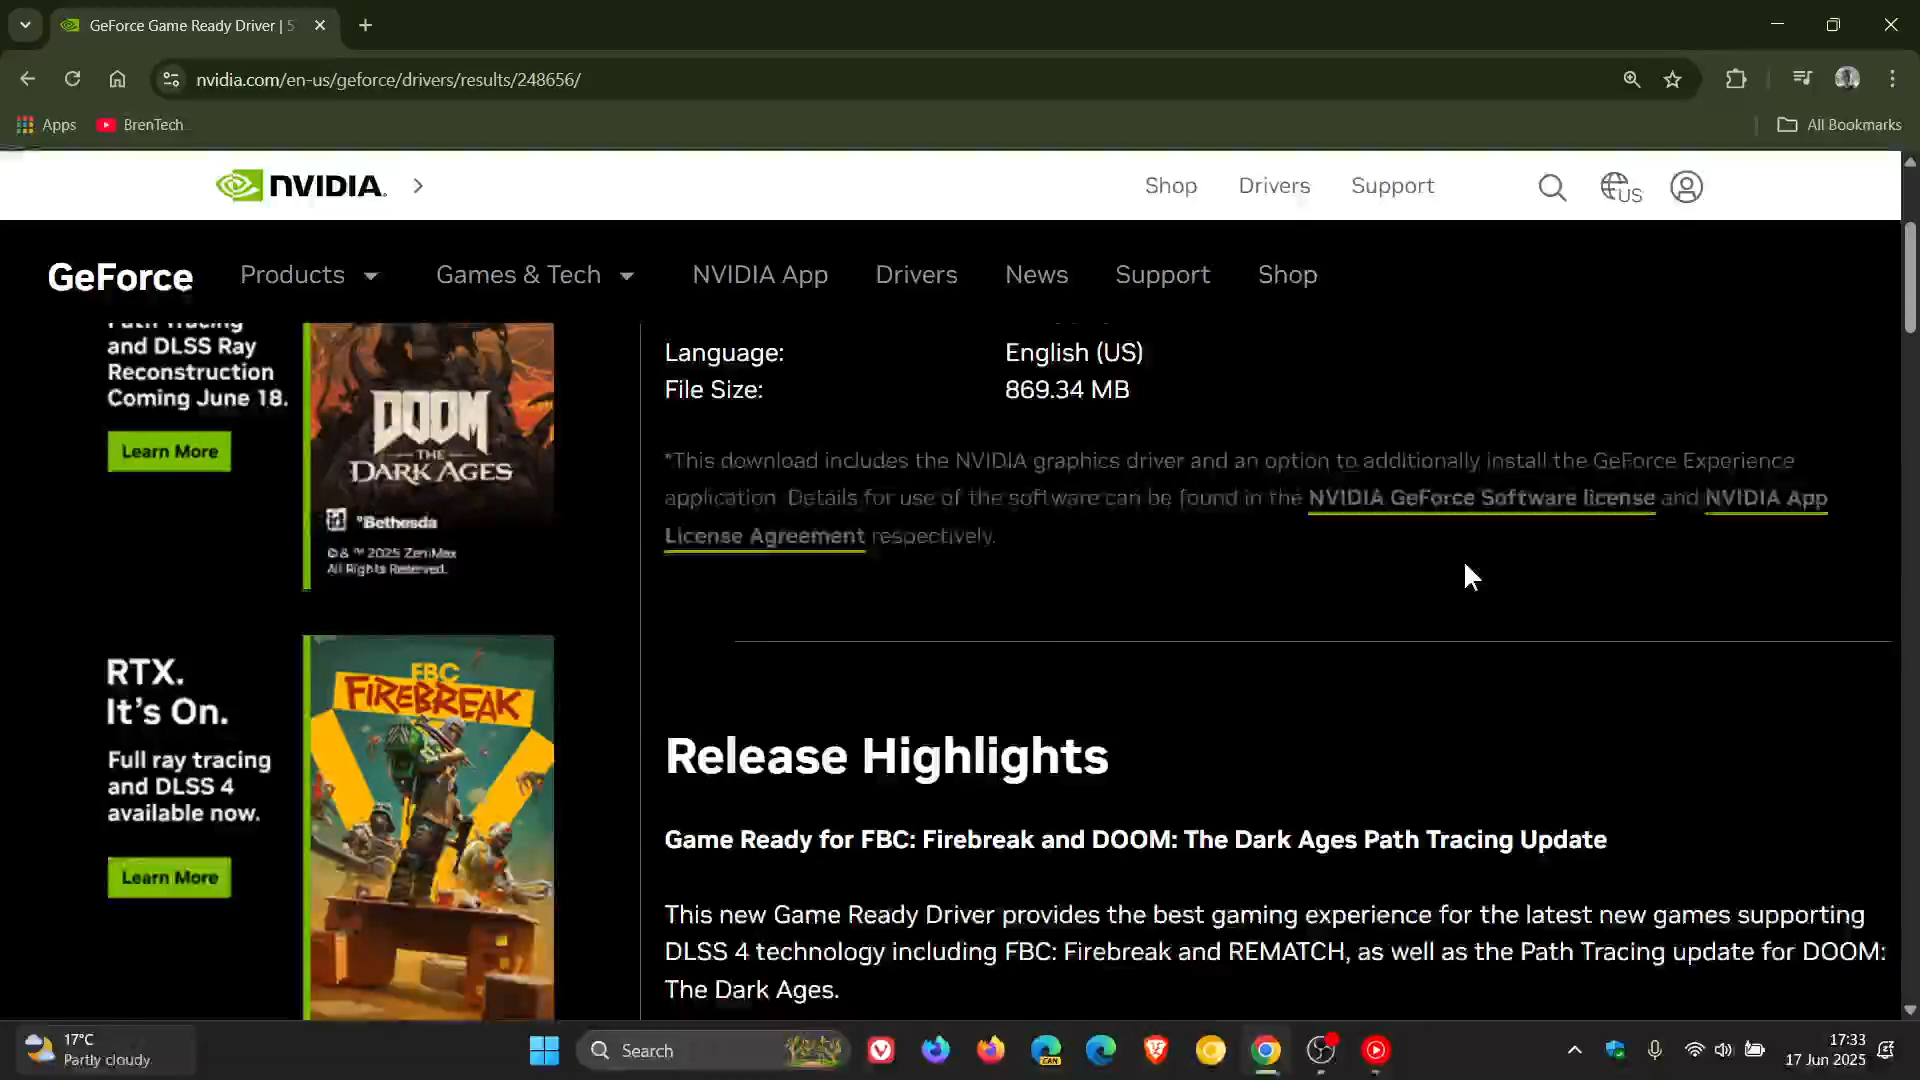 GeForce Game Ready Driver | 5
nvidia.com/en-us/geforce/drivers/results/248656/
Apps
BrenTech
All Bookmarks
NVIDIA.
Shop
Drivers
Support
US
GeForce
Products
Games & Tech
NVIDIA App
Drivers
News
Support
Shop
Path Tracing
and DLSS Ray
Reconstruction
Coming June 18.
Learn More
DOOM
THE
DARK AGES
Bethesda
© & ™ 2025 ZeniMax
All Rights Reserved.
Language:
English (US)
File Size:
869.34 MB
*This download includes the NVIDIA graphics driver and an option to additionally install the GeForce Experience
application. Details for use of the software can be found in the NVIDIA GeForce Software license and NVIDIA App
License Agreement respectively.
RTX.
It's On.
Full ray tracing
and DLSS 4
available now.
Learn More
FBC
FIREBREAK
Release Highlights
Game Ready for FBC: Firebreak and DOOM: The Dark Ages Path Tracing Update
This new Game Ready Driver provides the best gaming experience for the latest new games supporting
DLSS 4 technology including FBC: Firebreak and REMATCH, as well as the Path Tracing update for DOOM:
The Dark Ages.
17°C
Partly cloudy
Search
CAN
17:33
17 Jun 2025